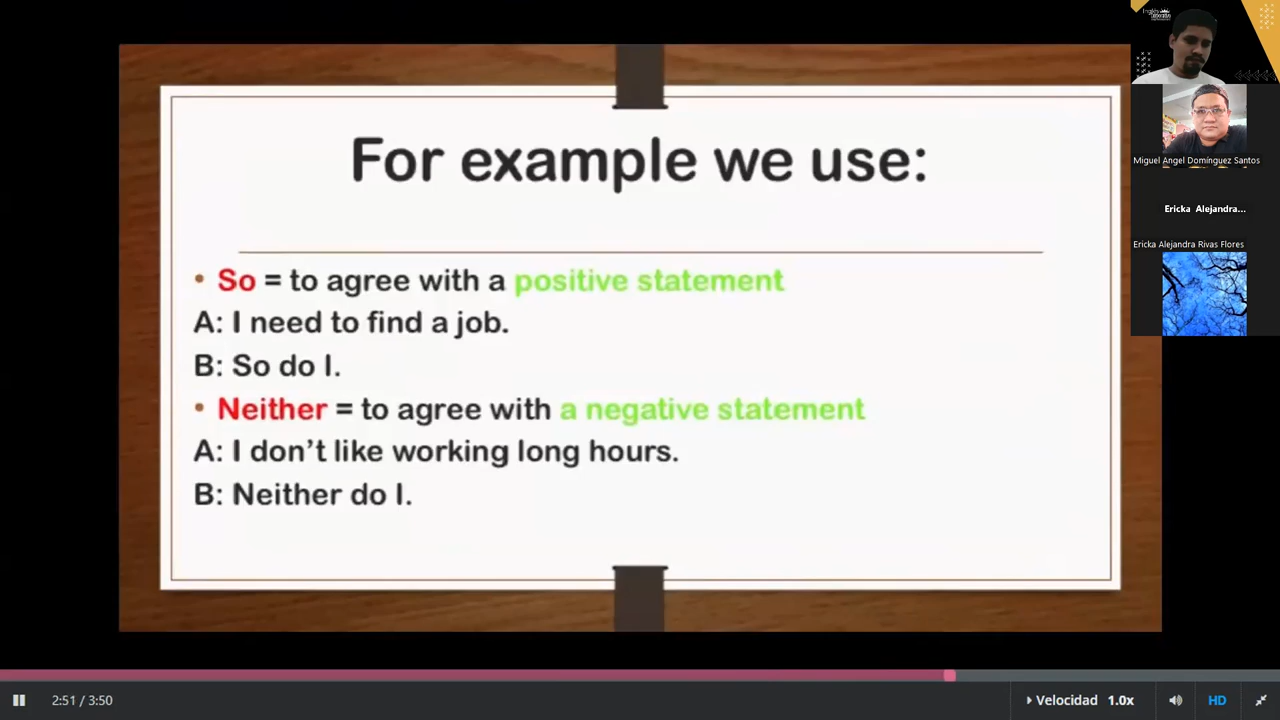 For example we use:
• So = to agree with a positive statement
A: I need to find a job.
B: So do I.
• Neither = to agree with a negative statement
A: I don’t like working long hours.
B: Neither do I.
Inglés
Miguel Angel Domínguez Santos
Ericka Alejandra...
Ericka Alejandra Rivas Flores
2:51 / 3:50
Velocidad 1.0x
HD